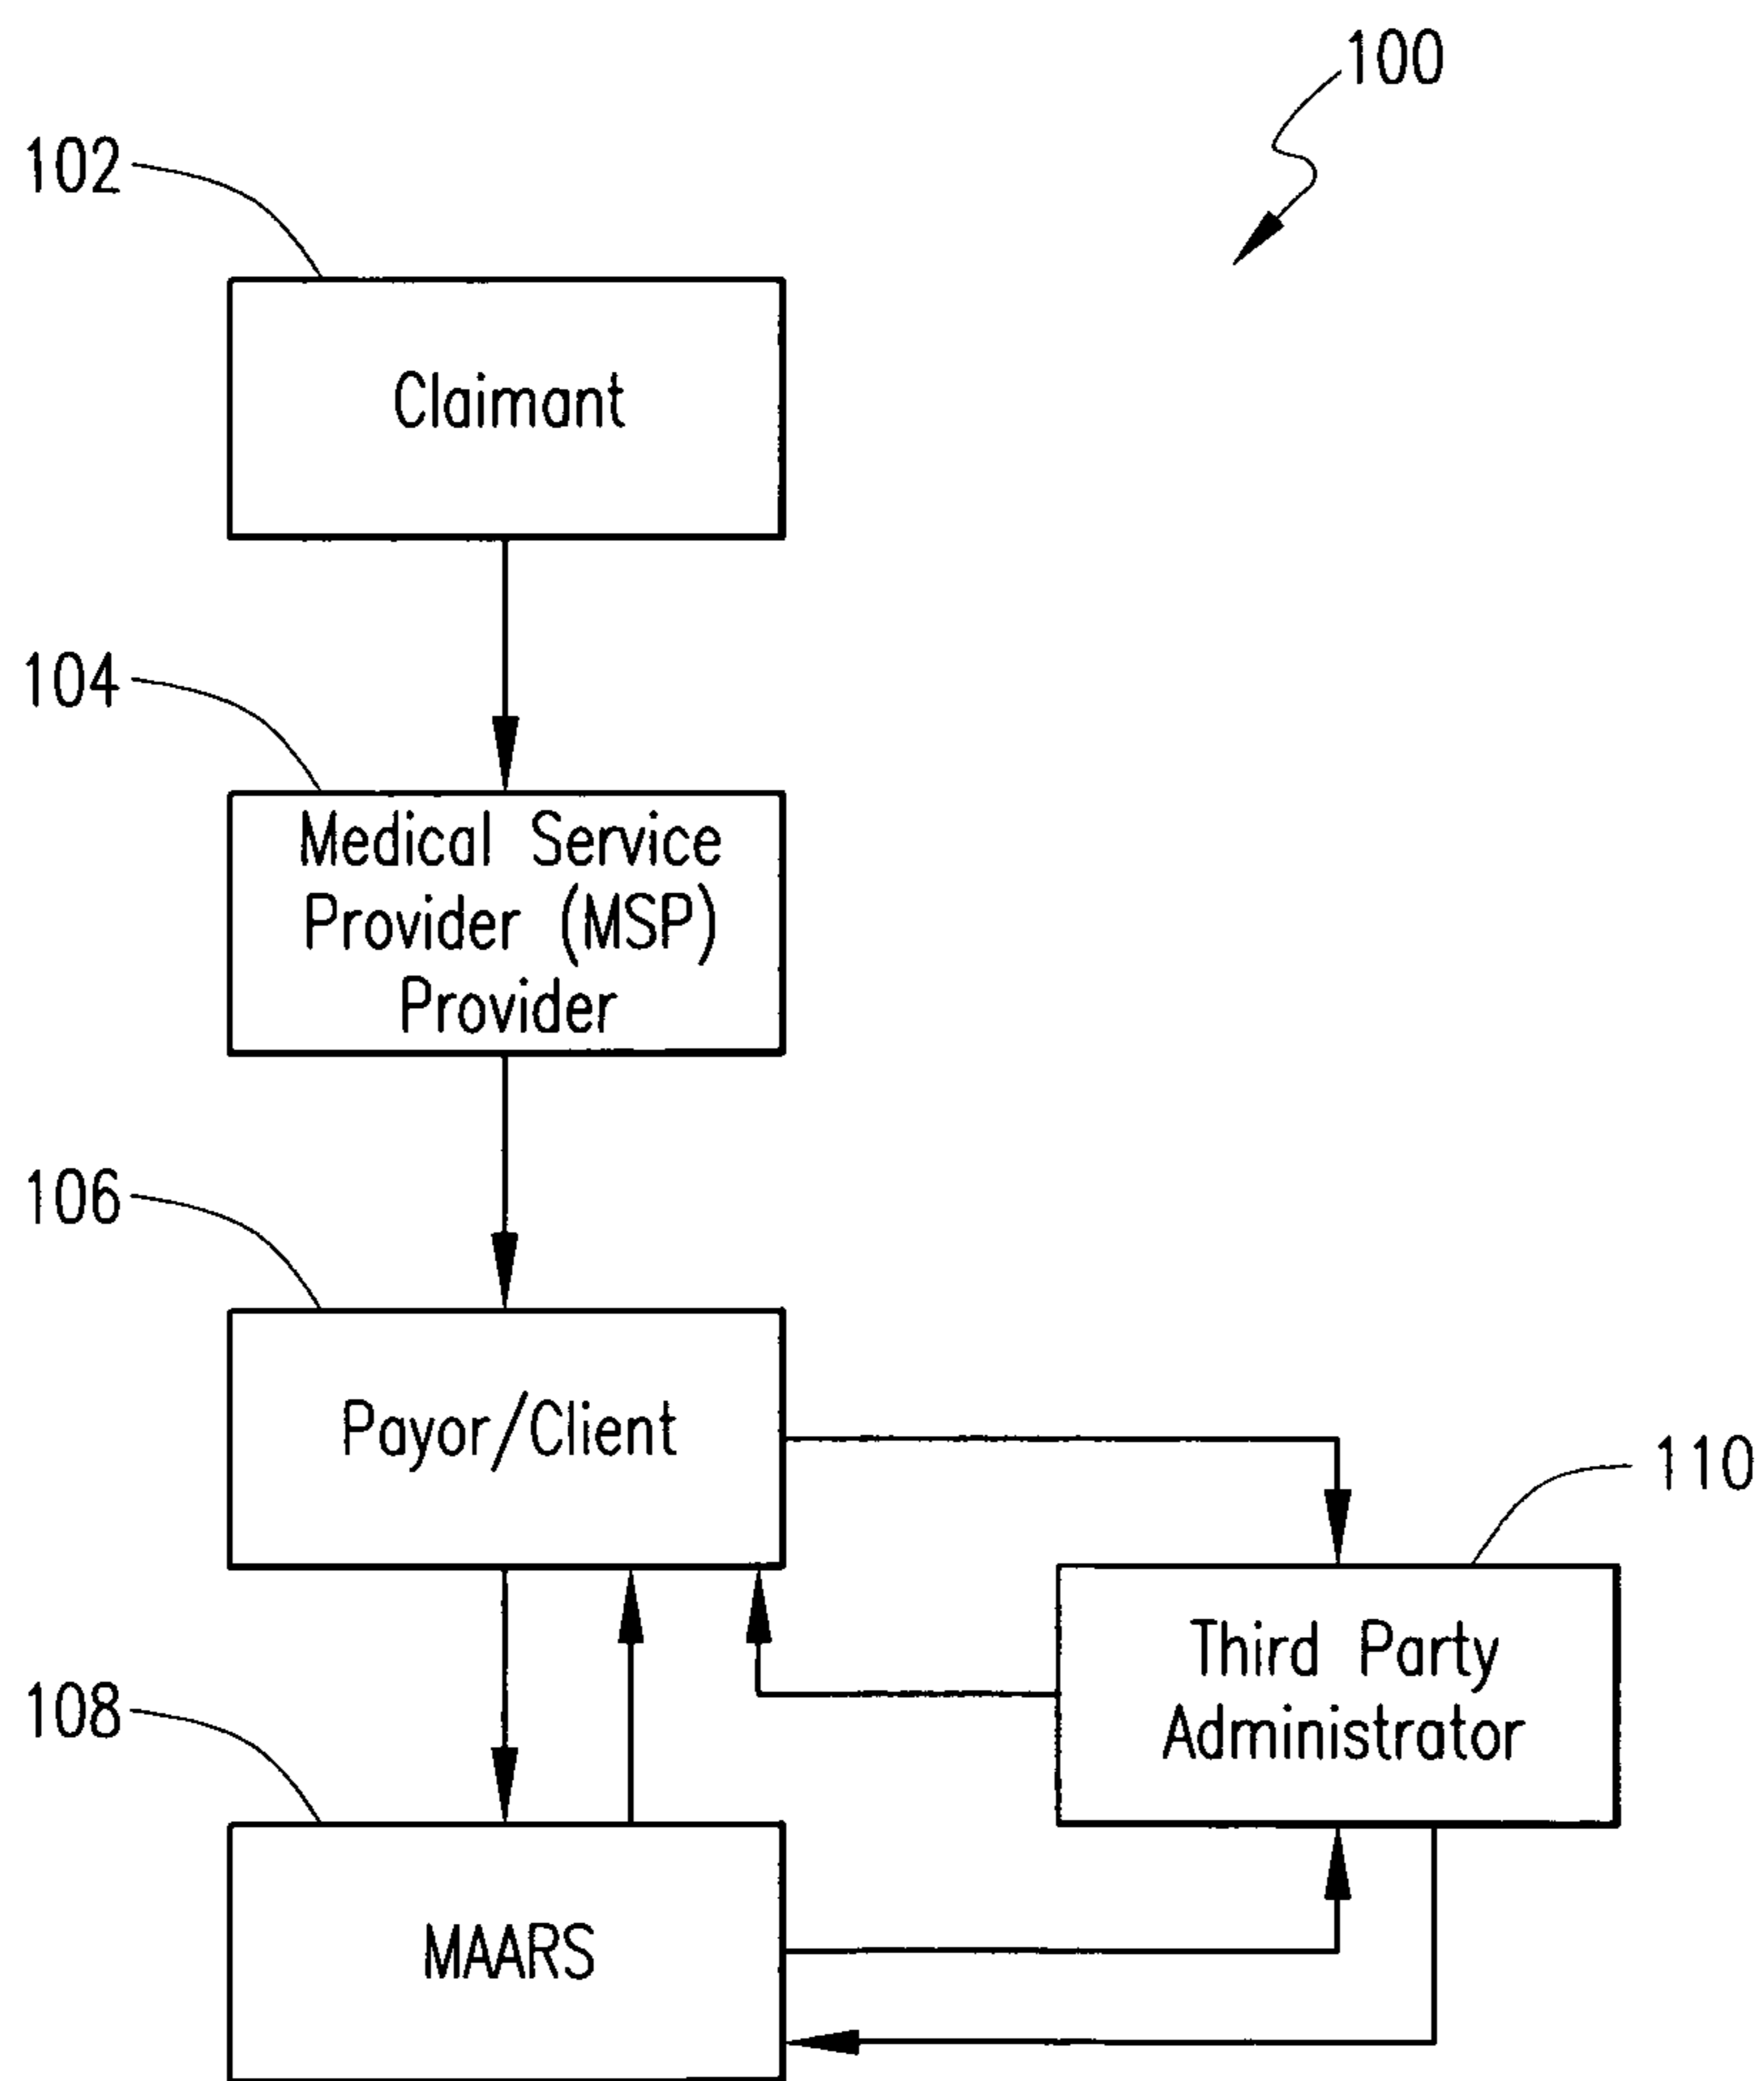 100
102
Claimant
104
Medical Service
Provider (MSP)
Provider
106
Payor/Client
110
Third Party
Administrator
108
MAARS